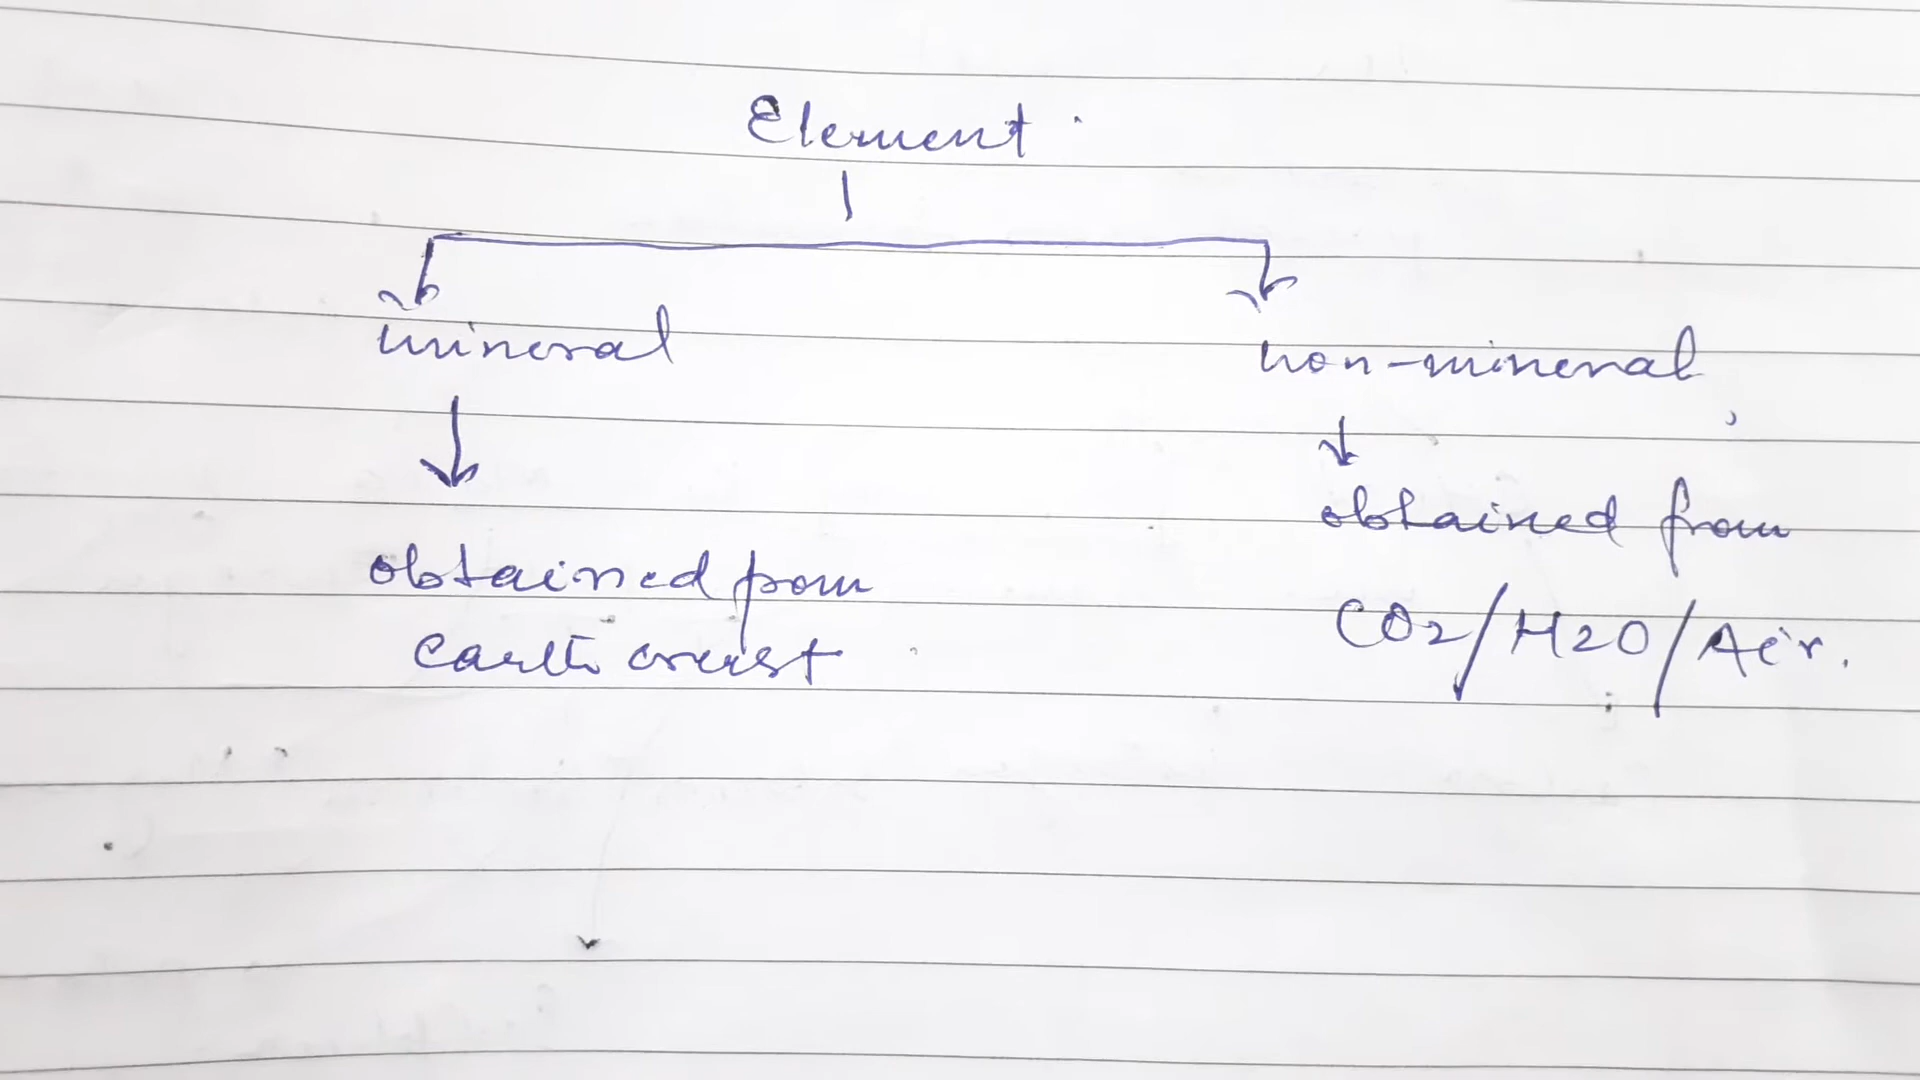 Element
mineral
non-mineral
obtained from
earth crust
obtained from
CO2/H2O/Air.